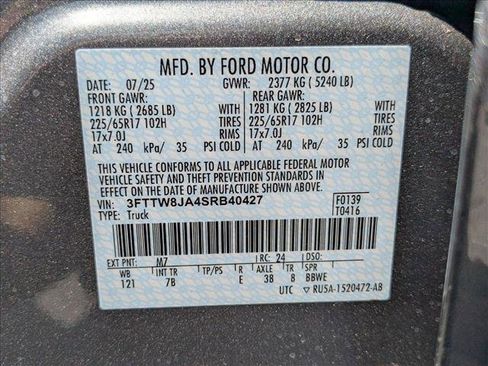 MFD. BY FORD MOTOR CO.
DATE: 07/25 GVWR: 2377 KG ( 5240 LB)
FRONT GAWR: REAR GAWR:
1218 KG ( 2685 LB) WITH 1281 KG ( 2825 LB) WITH
225/65R17 102H TIRES 225/65R17 102H TIRES
17x7.0J RIMS 17x7.0J RIMS
AT 240 kPa/ 35 PSI COLD AT 240 kPa/ 35 PSI COLD
THIS VEHICLE CONFORMS TO ALL APPLICABLE FEDERAL MOTOR
VEHICLE SAFETY AND THEFT PREVENTION STANDARDS IN
EFFECT ON THE DATE OF MANUFACTURE SHOWN ABOVE.
VIN: 3FTTW8JA4SRB40427 F0139
TYPE: Truck T0416
EXT PNT: M7 RC: 24 DSO:
WB INT TR TP/PS R AXLE TR SPR
121 7B E 38 8 BBWE
UTC ▽ RU5A-1520472-AB